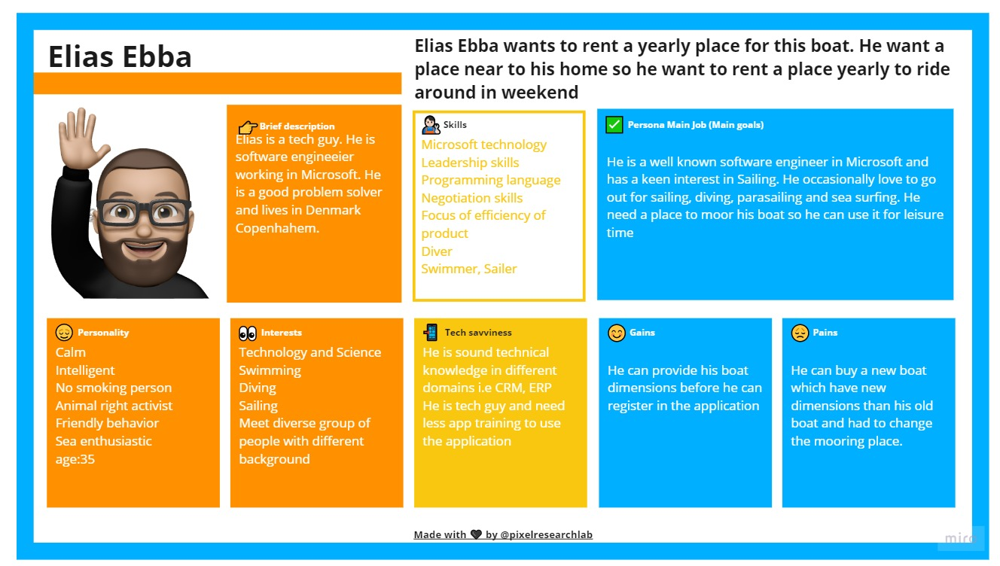 Elias Ebba
Elias Ebba wants to rent a yearly place for this boat. He want a
place near to his home so he want to rent a place yearly to ride
around in weekend
Brief description
Elias is a tech guy. He is
software engineeier
working in Microsoft. He
is a good problem solver
and lives in Denmark
Copenhahem.
Skills
Microsoft technology
Leadership skills
Programming language
Negotiation skills
Focus of efficiency of
product
Diver
Swimmer, Sailer
Persona Main Job (Main goals)
He is a well known software engineer in Microsoft and
has a keen interest in Sailing. He occasionally love to go
out for sailing, diving, parasailing and sea surfing. He
need a place to moor his boat so he can use it for leisure
time
Personality
Calm
Intelligent
No smoking person
Animal right activist
Friendly behavior
Sea enthusiastic
age:35
Interests
Technology and Science
Swimming
Diving
Sailing
Meet diverse group of
people with different
background
Tech savviness
He is sound technical
knowledge in different
domains i.e CRM, ERP
He is tech guy and need
less app training to use
the application
Gains
He can provide his boat
dimensions before he can
register in the application
Pains
He can buy a new boat
which have new
dimensions than his old
boat and had to change
the mooring place.
Made with 🖤 by @pixelresearchlab
miro